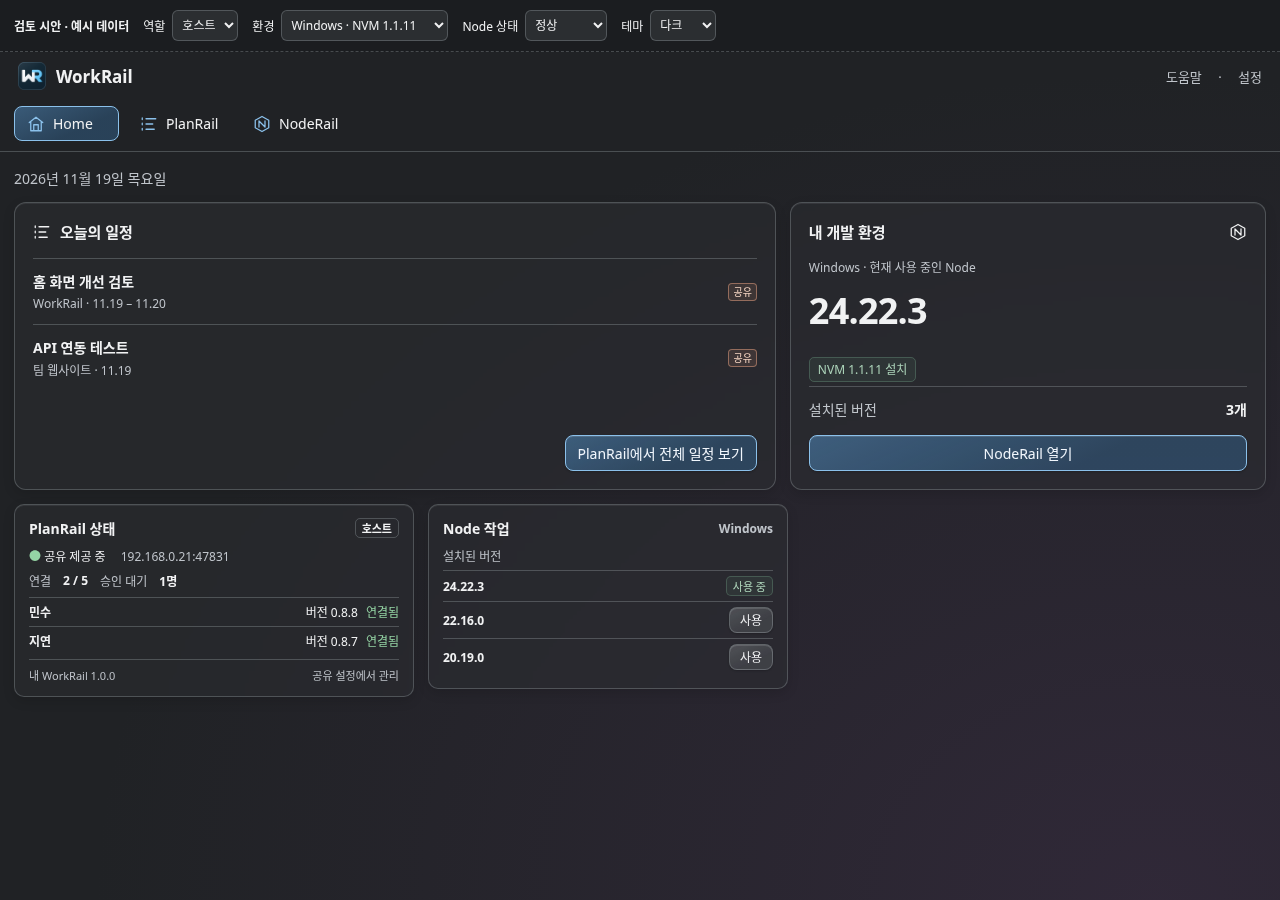 검토 시안 · 예시 데이터 역할 호스트 환경 Windows · NVM 1.1.11 Node 상태 정상 테마 다크
WR WorkRail 도움말 · 설정
Home PlanRail NodeRail
2026년 11월 19일 목요일
오늘의 일정
홈 화면 개선 검토
WorkRail · 11.19 – 11.20
공유
API 연동 테스트
팀 웹사이트 · 11.19
공유
PlanRail에서 전체 일정 보기
내 개발 환경
Windows · 현재 사용 중인 Node
24.22.3
NVM 1.1.11 설치
설치된 버전 3개
NodeRail 열기
PlanRail 상태 호스트
공유 제공 중 192.168.0.21:47831
연결 2 / 5 승인 대기 1명
민수 버전 0.8.8 연결됨
지연 버전 0.8.7 연결됨
내 WorkRail 1.0.0 공유 설정에서 관리
Node 작업 Windows
설치된 버전
24.22.3 사용 중
22.16.0 사용
20.19.0 사용